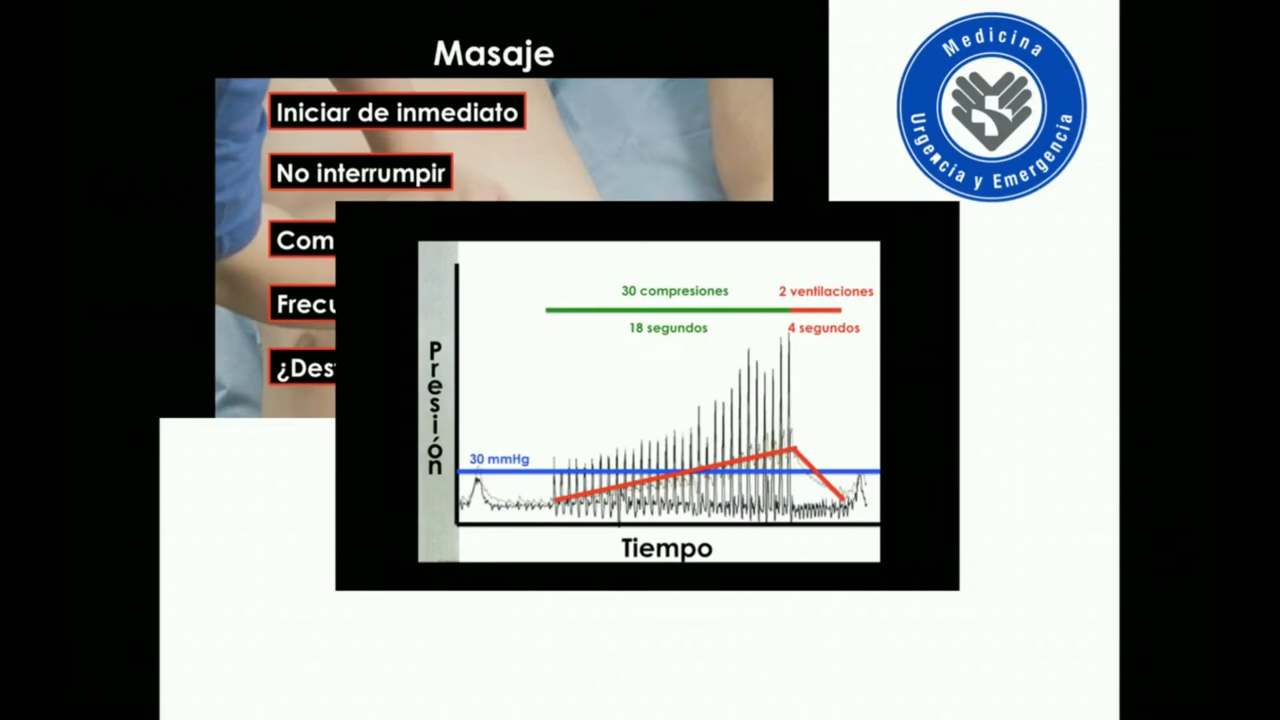 Masaje
Iniciar de inmediato
No interrumpir
Com
Frecu
¿Des
Medicina
Urgencia y Emergencia
30 compresiones
2 ventilaciones
18 segundos
4 segundos
Presión
30 mmHg
Tiempo